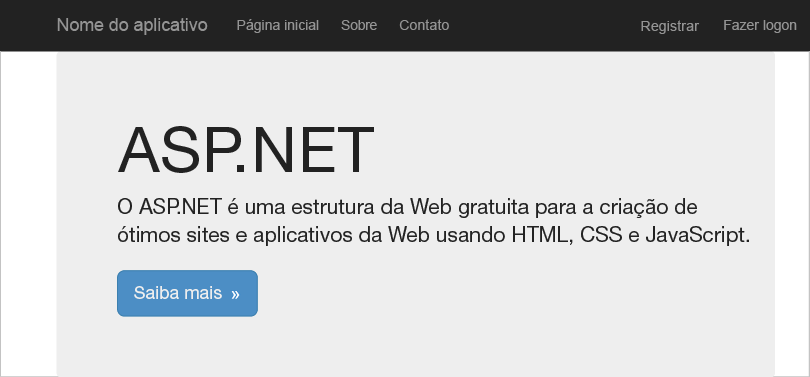 Nome do aplicativo Página inicial Sobre Contato Registrar Fazer logon
ASP.NET
O ASP.NET é uma estrutura da Web gratuita para a criação de
ótimos sites e aplicativos da Web usando HTML, CSS e JavaScript.
Saiba mais »